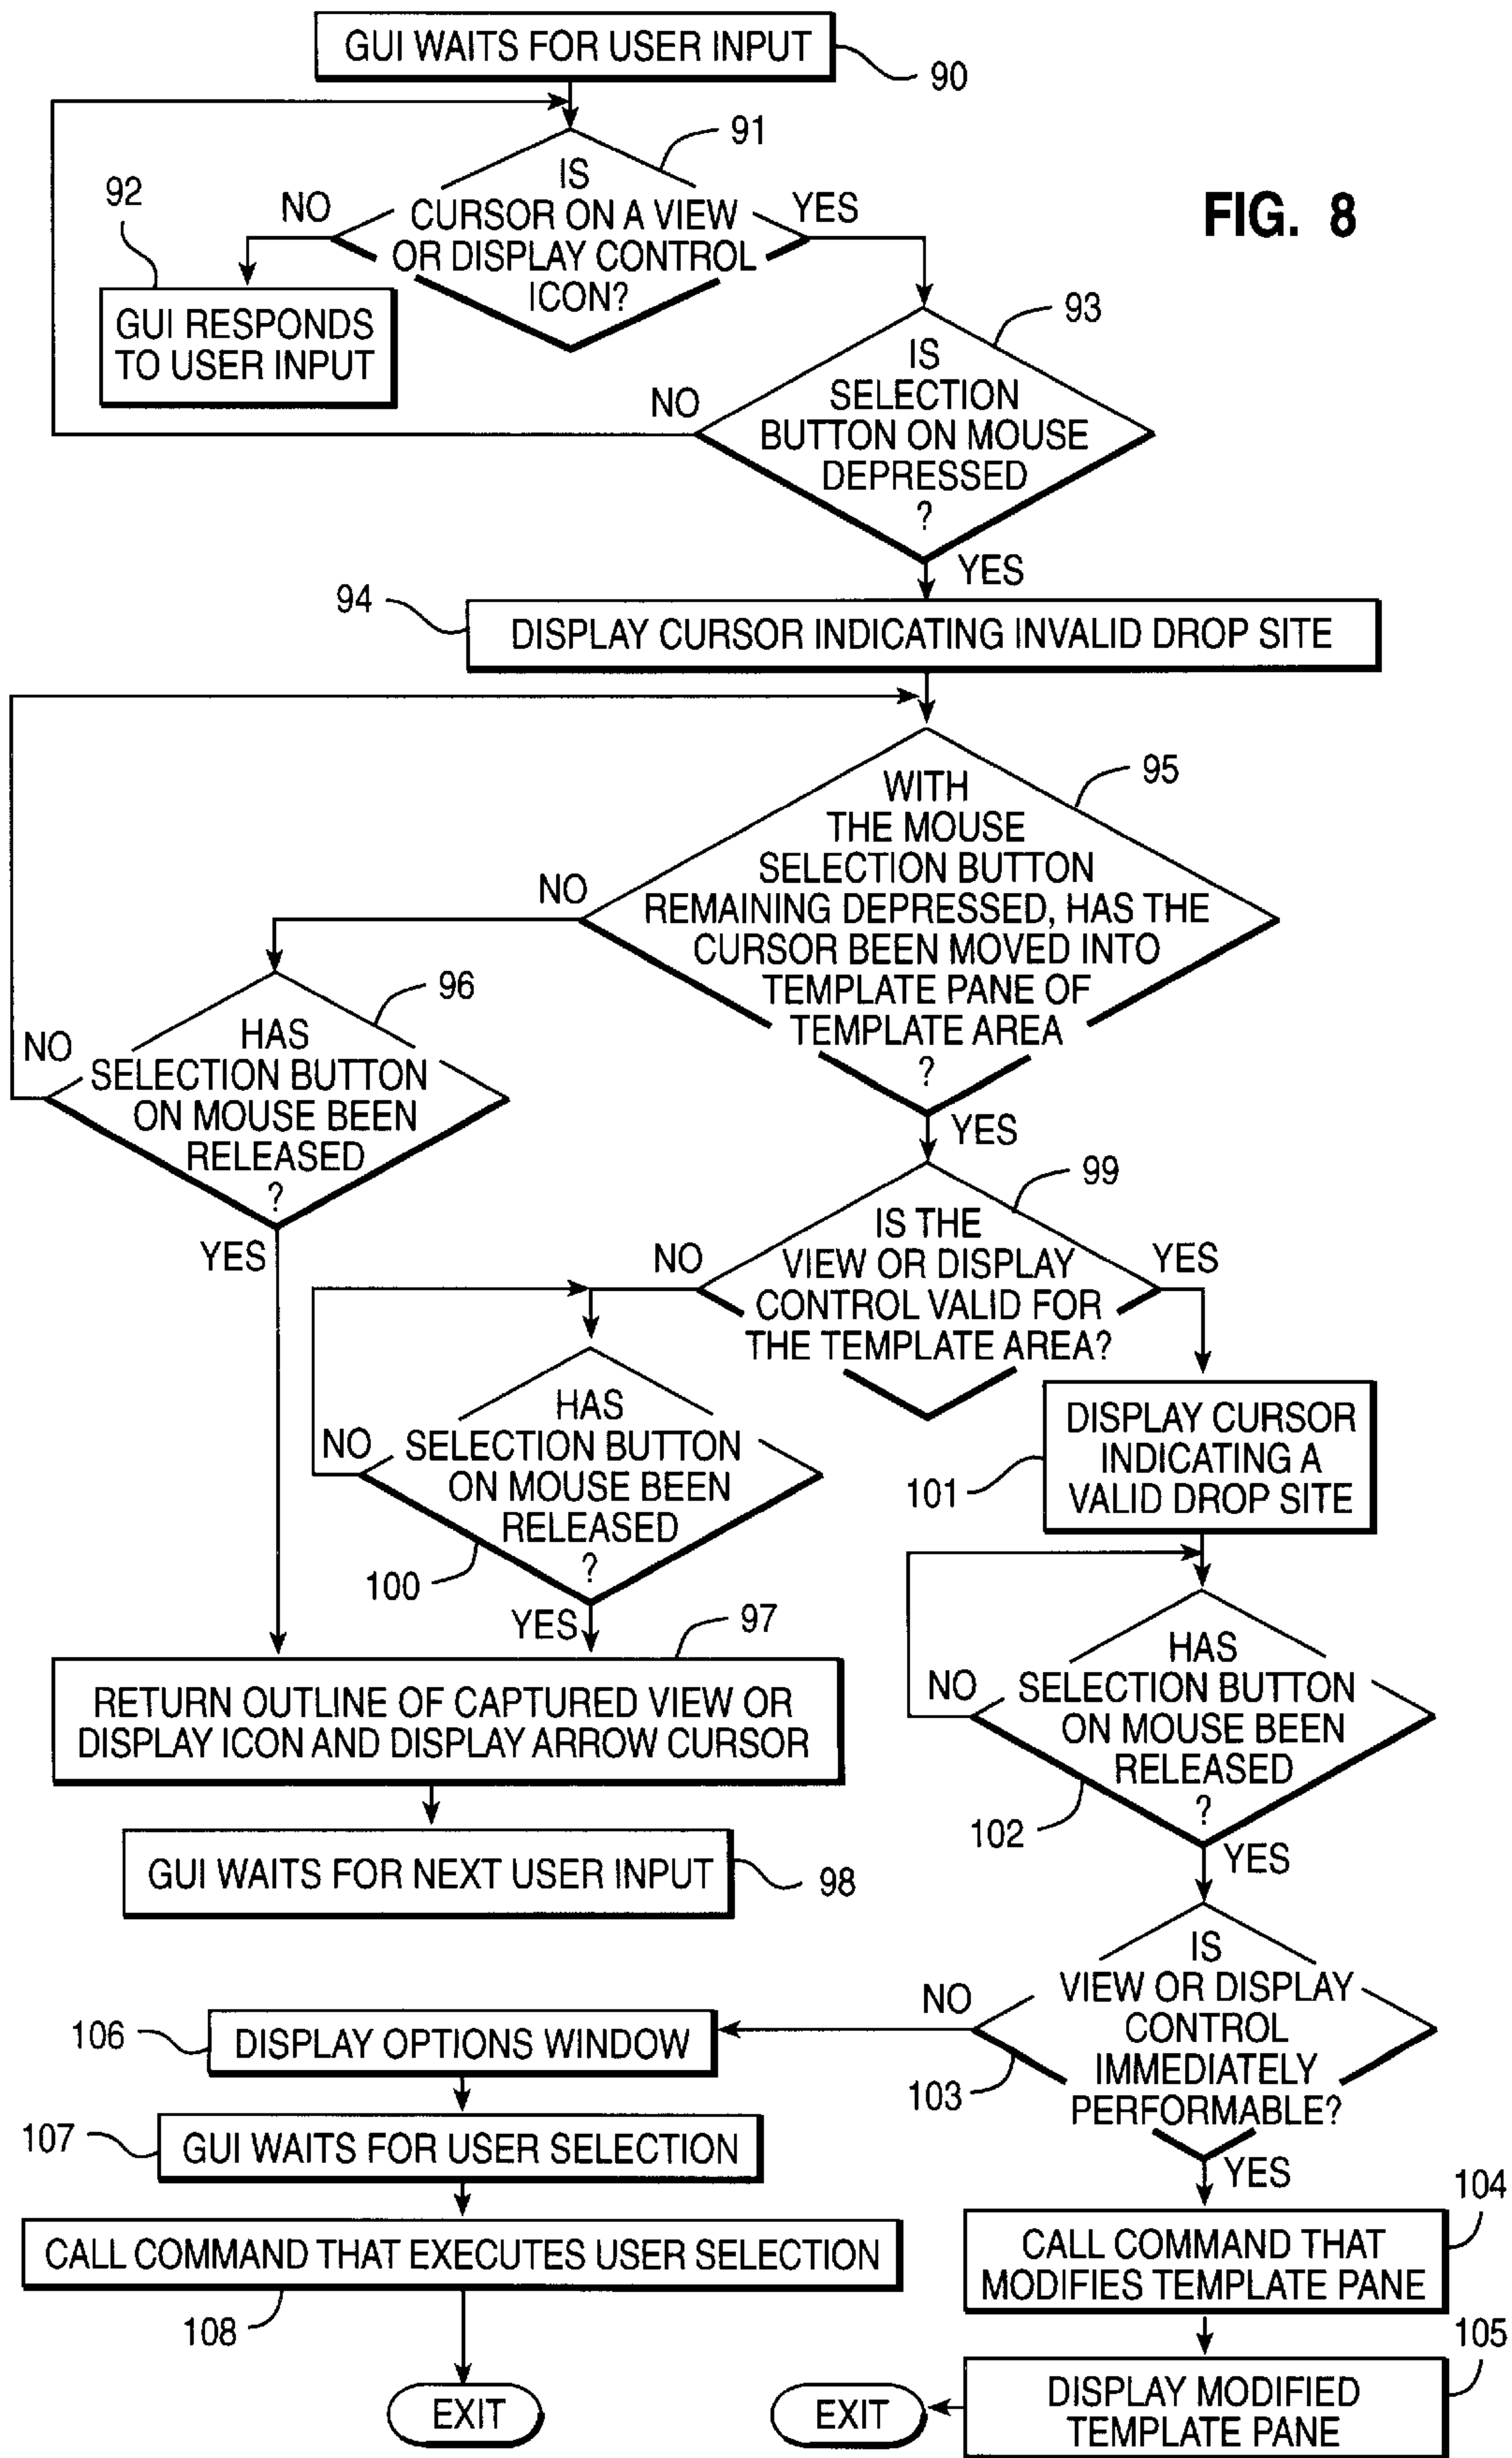 GUI WAITS FOR USER INPUT
90
91
92
NO
IS
CURSOR ON A VIEW
OR DISPLAY CONTROL
ICON?
YES
FIG. 8
GUI RESPONDS
TO USER INPUT
93
NO
IS
SELECTION
BUTTON ON MOUSE
DEPRESSED
?
YES
94
DISPLAY CURSOR INDICATING INVALID DROP SITE
95
NO
WITH
THE MOUSE
SELECTION BUTTON
REMAINING DEPRESSED, HAS THE
CURSOR BEEN MOVED INTO
TEMPLATE PANE OF
TEMPLATE AREA
?
YES
96
NO
HAS
SELECTION BUTTON
ON MOUSE BEEN
RELEASED
?
YES
99
NO
IS THE
VIEW OR DISPLAY
CONTROL VALID FOR
THE TEMPLATE AREA?
YES
NO
HAS
SELECTION BUTTON
ON MOUSE BEEN
RELEASED
?
100
YES
101
DISPLAY CURSOR
INDICATING A
VALID DROP SITE
97
RETURN OUTLINE OF CAPTURED VIEW OR
DISPLAY ICON AND DISPLAY ARROW CURSOR
NO
HAS
SELECTION BUTTON
ON MOUSE BEEN
RELEASED
?
102
YES
GUI WAITS FOR NEXT USER INPUT
98
NO
IS
VIEW OR DISPLAY
CONTROL
IMMEDIATELY
PERFORMABLE?
103
YES
106
DISPLAY OPTIONS WINDOW
107
GUI WAITS FOR USER SELECTION
CALL COMMAND THAT EXECUTES USER SELECTION
108
EXIT
104
CALL COMMAND THAT
MODIFIES TEMPLATE PANE
105
DISPLAY MODIFIED
TEMPLATE PANE
EXIT